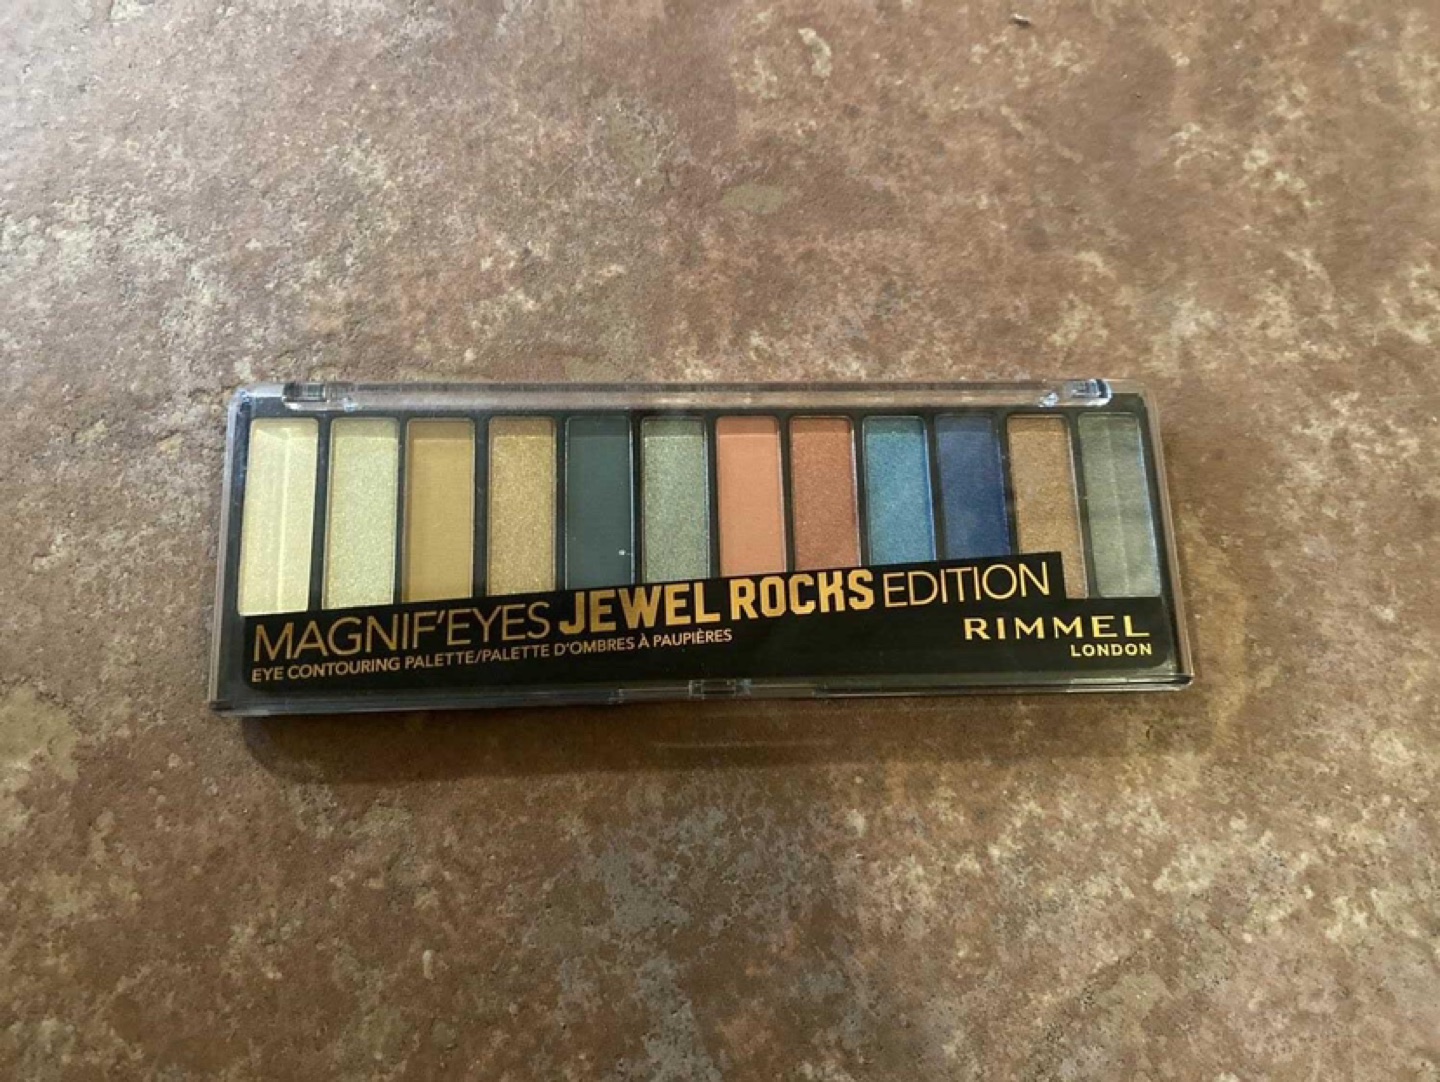 MAGNIF'EYES JEWEL ROCKS EDITION
EYE CONTOURING PALETTE/PALETTE D'OMBRES À PAUPIÈRES
RIMMEL
LONDON